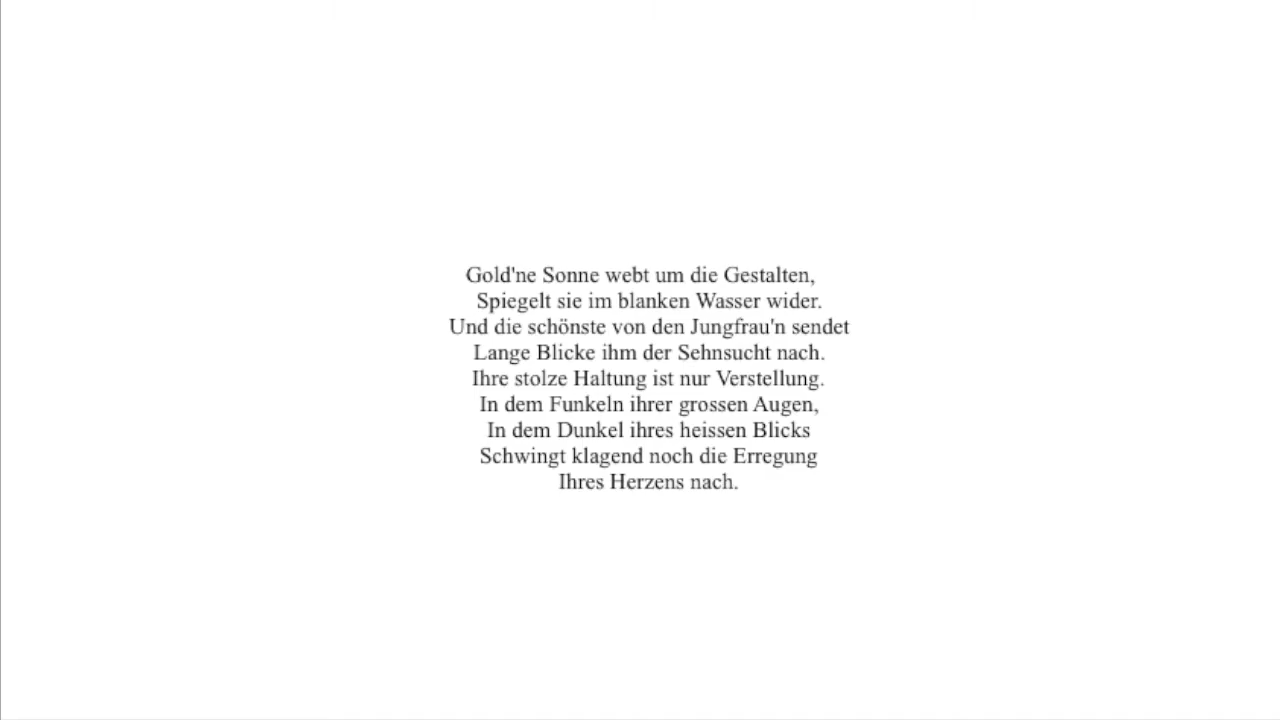 Gold'ne Sonne webt um die Gestalten,
Spiegelt sie im blanken Wasser wider.
Und die schönste von den Jungfrau'n sendet
Lange Blicke ihm der Sehnsucht nach.
Ihre stolze Haltung ist nur Verstellung.
In dem Funkeln ihrer grossen Augen,
In dem Dunkel ihres heissen Blicks
Schwingt klagend noch die Erregung
Ihres Herzens nach.